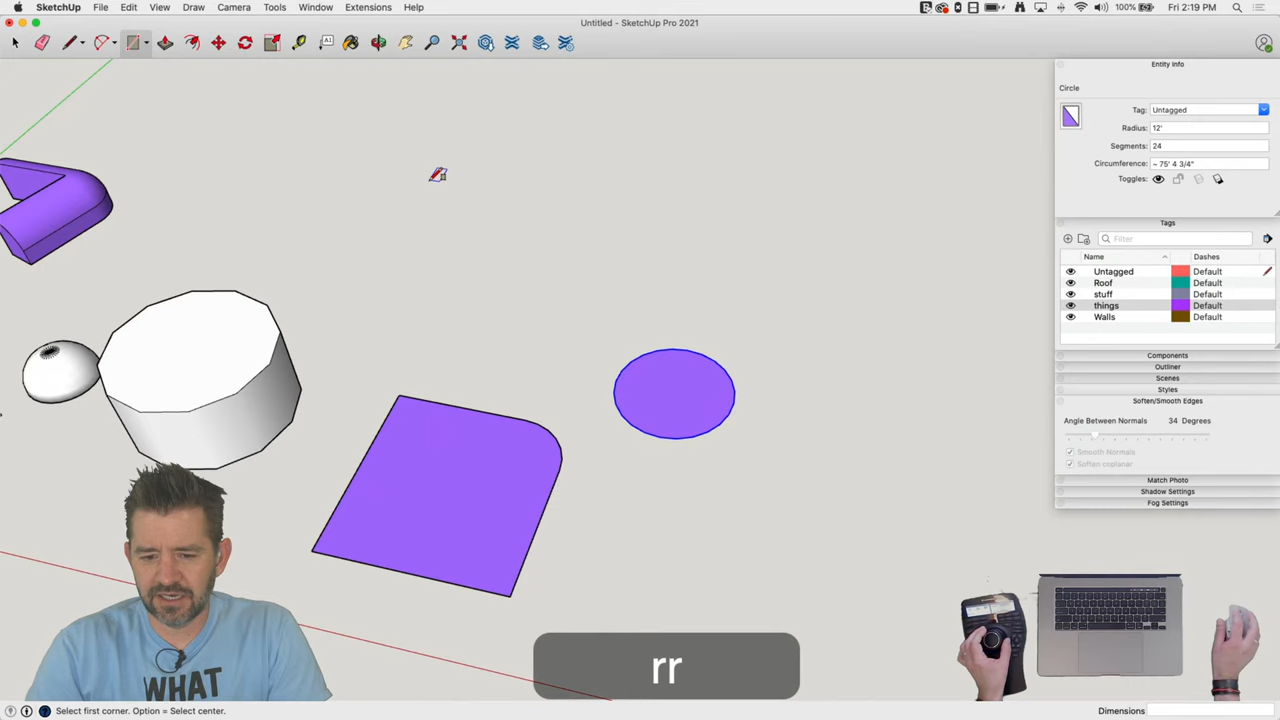 SketchUp File Edit View Draw Camera Tools Window Extensions Help 100% Fri 2:19 PM
Untitled - SketchUp Pro 2021
A1
Entity Info
Circle
Tag: Untagged
Radius: 12'
Segments: 24
Circumference: ~ 75' 4 3/4"
Toggles:
Tags
Filter
Name Dashes
Untagged Default
Roof Default
stuff Default
things Default
Walls Default
Components
Outliner
Scenes
Styles
Soften/Smooth Edges
Angle Between Normals 34 Degrees
Smooth Normals
Soften coplanar
Match Photo
Shadow Settings
Fog Settings
WHAT
rr
Select first corner. Option = Select center. Dimensions